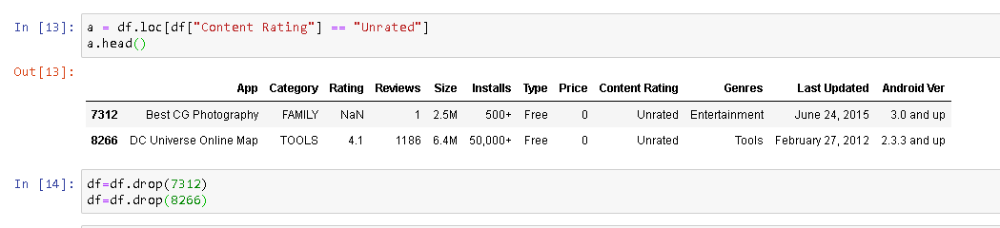 In [13]: a = df.loc[df["Content Rating"] == "Unrated"]
a.head()
Out[13]:
App Category Rating Reviews Size Installs Type Price Content Rating Genres Last Updated Android Ver
7312 Best CG Photography FAMILY NaN 1 2.5M 500+ Free 0 Unrated Entertainment June 24, 2015 3.0 and up
8266 DC Universe Online Map TOOLS 4.1 1186 6.4M 50,000+ Free 0 Unrated Tools February 27, 2012 2.3.3 and up
In [14]: df=df.drop(7312)
df=df.drop(8266)